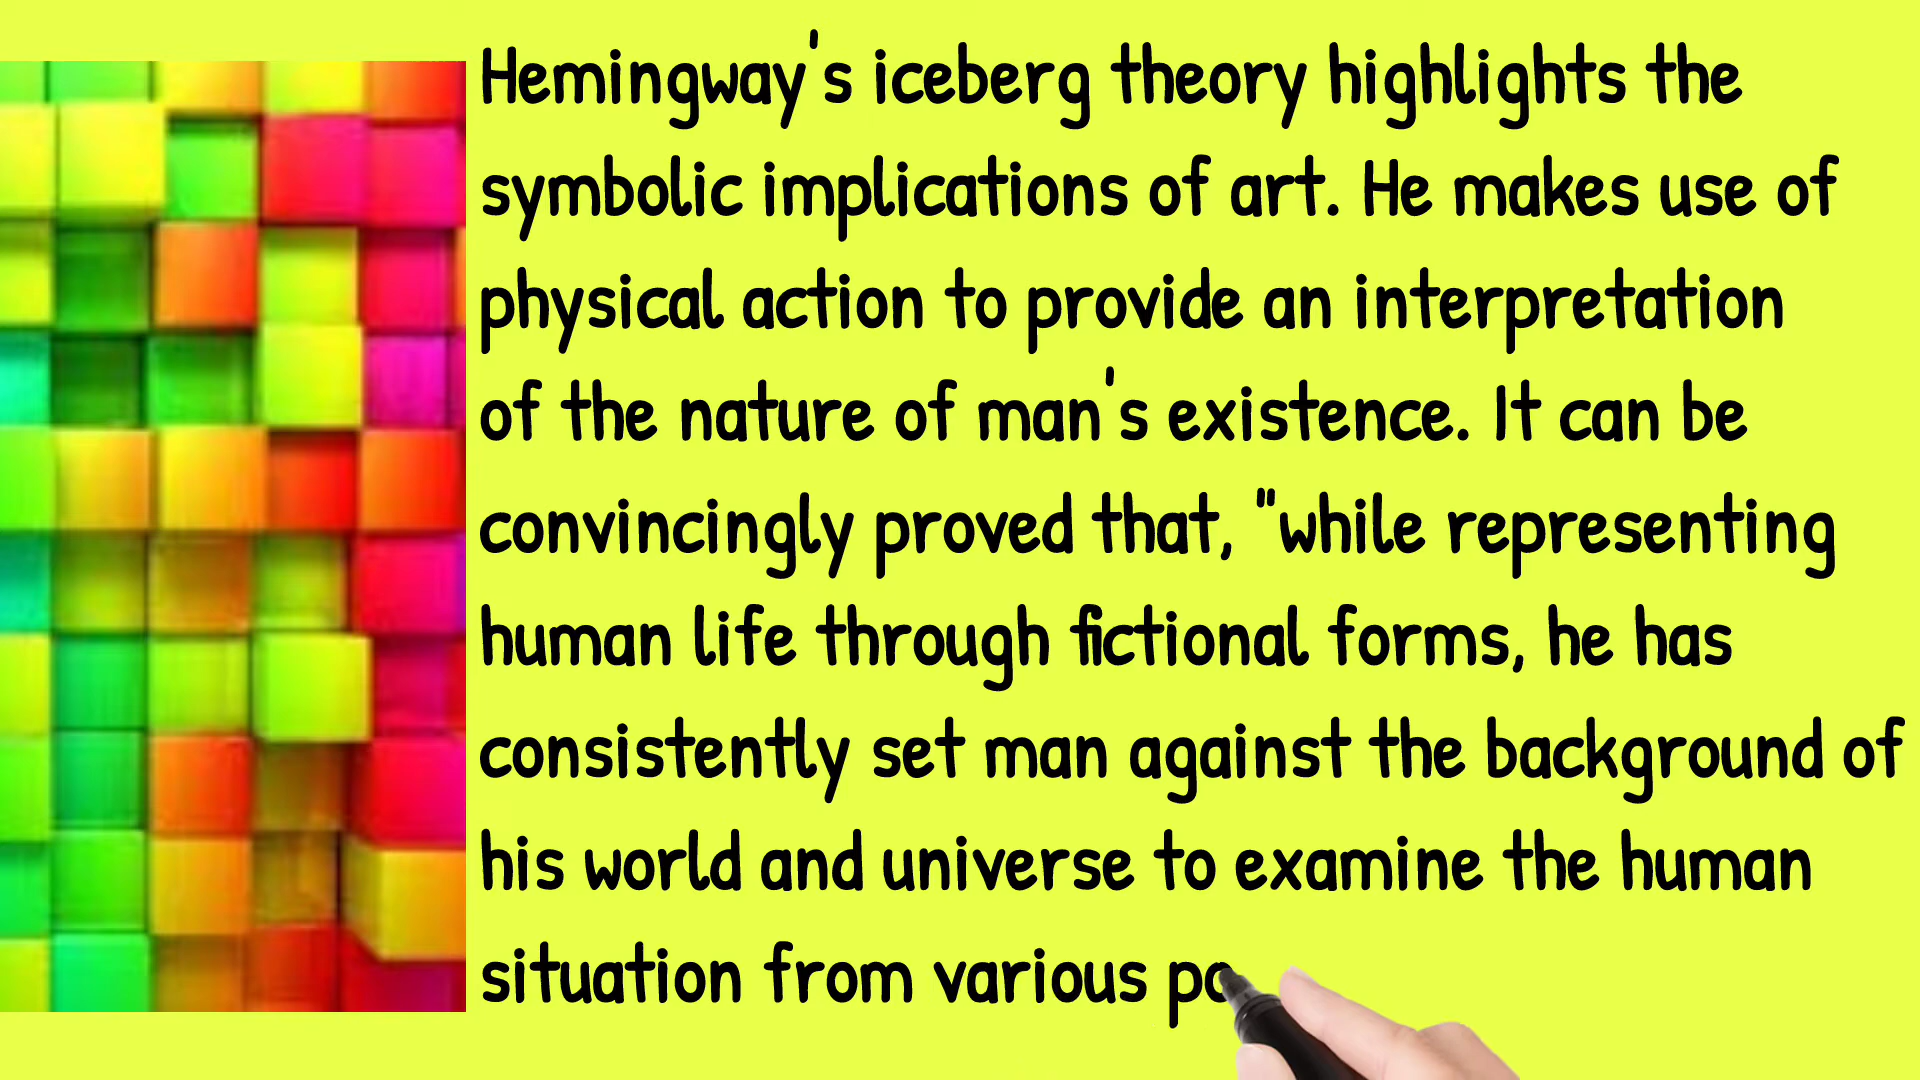 Hemingway's iceberg theory highlights the
symbolic implications of art. He makes use of
physical action to provide an interpretation
of the nature of man's existence. It can be
convincingly proved that, "while representing
human life through fictional forms, he has
consistently set man against the background of
his world and universe to examine the human
situation from various po